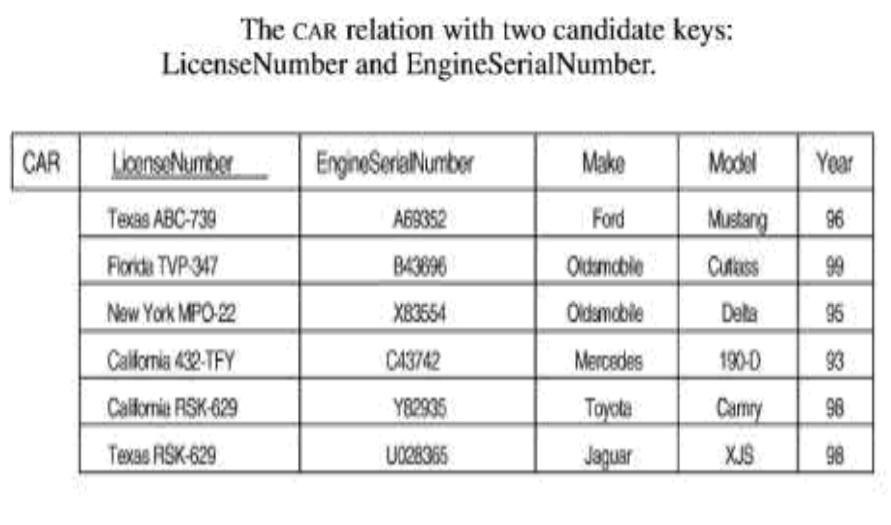 The CAR relation with two candidate keys:
LicenseNumber and EngineSerialNumber.
CAR LicenseNumber EngineSerialNumber Make Model Year
Texas ABC-739 A69352 Ford Mustang 96
Florida TVP-347 B43696 Oldsmobile Cutlass 99
New York MPO-22 X83554 Oldsmobile Delta 95
California 432-TFY C43742 Mercedes 190-D 93
California RSK-629 Y82935 Toyota Camry 98
Texas RSK-629 U028365 Jaguar XJS 98